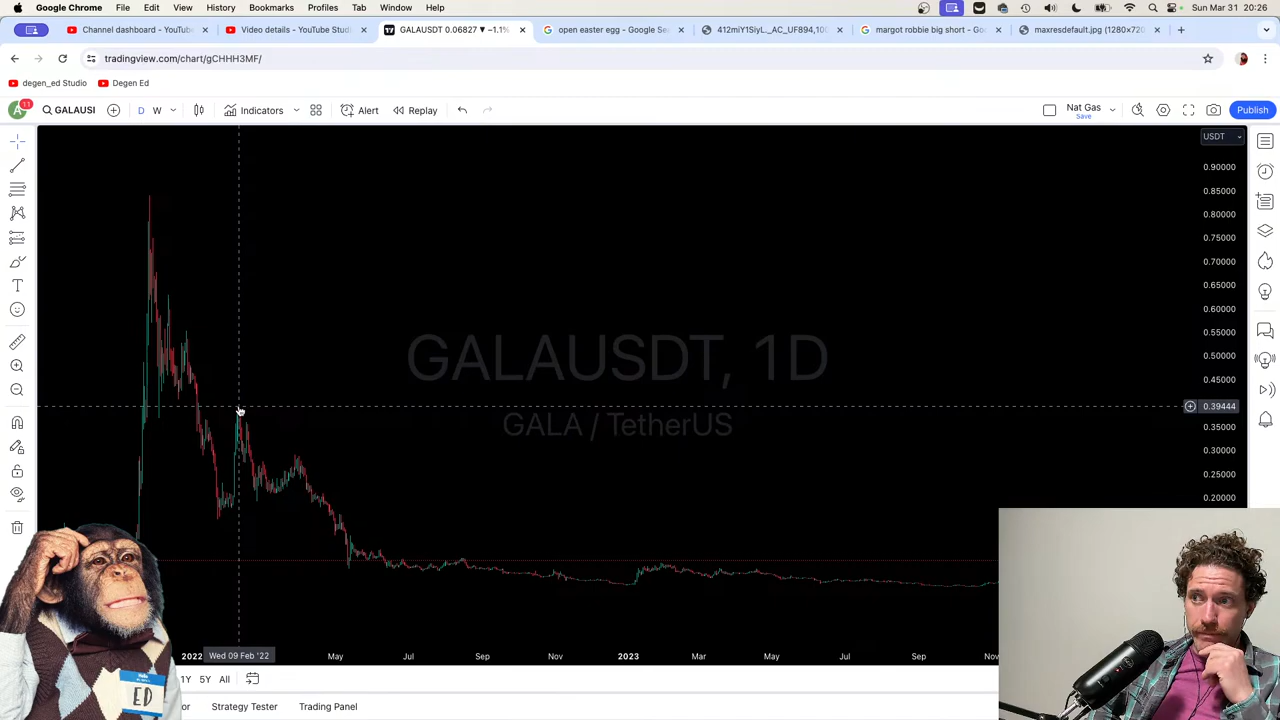 Google Chrome File Edit View History Bookmarks Profiles Tab Window Help Sun Mar 31 20:26
Channel dashboard - YouTube
Video details - YouTube Studi
GALAUSDT 0.06827 ▼ −1.1%
open easter egg - Google Sea
412miY1SiyL._AC_UF894,100
margot robbie big short - Goo
maxresdefault.jpg (1280×720
tradingview.com/chart/gCHHH3MF/
degen_ed Studio Degen Ed
A 11 GALAUSI D W Indicators Alert Replay Nat Gas Save Publish
USDT
0.90000
0.85000
0.80000
0.75000
0.70000
0.65000
0.60000
0.55000
0.50000
0.45000
0.39444
0.35000
0.30000
0.25000
0.20000
GALAUSDT, 1D
GALA / TetherUS
Hello
ED
2022 Wed 09 Feb '22 May Jul Sep Nov 2023 Mar May Jul Sep Nov
1Y 5Y All
or Strategy Tester Trading Panel